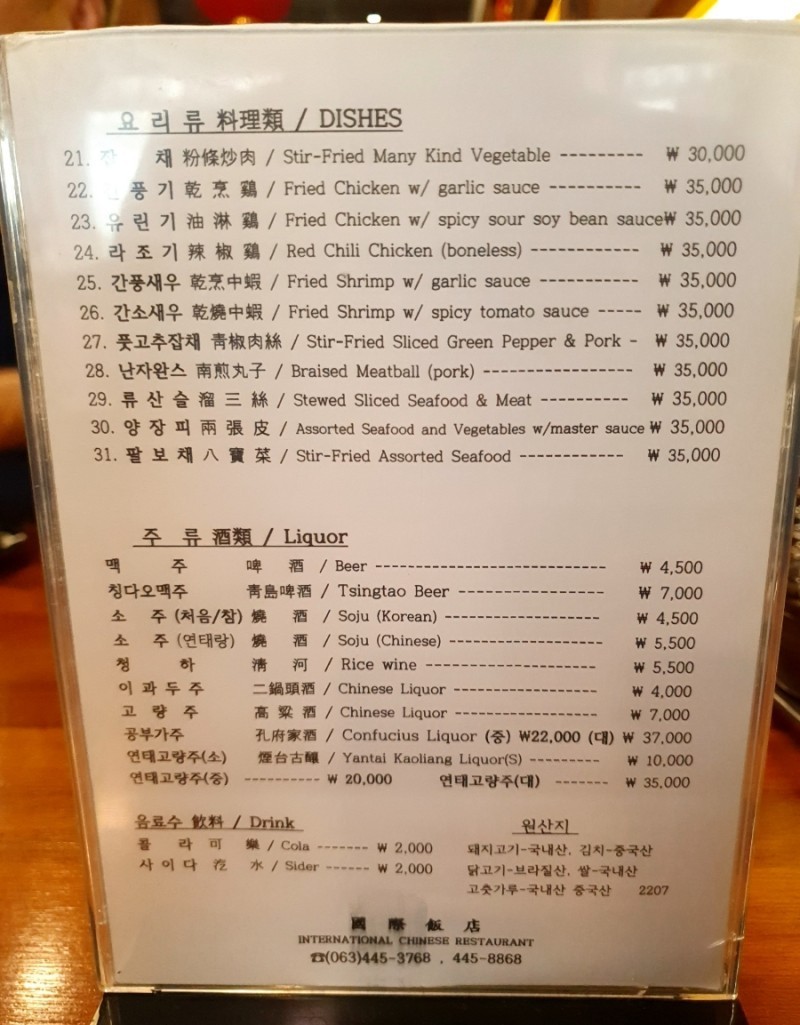 요 리 류 料理類 / DISHES
21. 잡 채 粉條炒肉 / Stir-Fried Many Kind Vegetable --------- ₩ 30,000
22. 풍 기 乾 烹 鷄 / Fried Chicken w/ garlic sauce ---------- ₩ 35,000
23. 유 린 기 油 淋 鷄 / Fried Chicken w/ spicy sour soy bean sauce₩ 35,000
24. 라 조 기 辣 椒 鷄 / Red Chili Chicken (boneless) ------------ ₩ 35,000
25. 간풍새우 乾烹中蝦 / Fried Shrimp w/ garlic sauce ----------- ₩ 35,000
26. 간소새우 乾燒中蝦 / Fried Shrimp w/ spicy tomato sauce ----- ₩ 35,000
27. 풋고추잡채 靑椒肉絲 / Stir-Fried Sliced Green Pepper & Pork - ₩ 35,000
28. 난자완스 南煎丸子 / Braised Meatball (pork) ----------------- ₩ 35,000
29. 류 산 슬 溜 三 絲 / Stewed Sliced Seafood & Meat ---------- ₩ 35,000
30. 양 장 피 兩 張 皮 / Assorted Seafood and Vegetables w/master sauce ₩ 35,000
31. 팔 보 채 八 寶 菜 / Stir-Fried Assorted Seafood ------------ ₩ 35,000
주 류 酒類 / Liquor
맥 주 啤 酒 / Beer --------------------------- ₩ 4,500
칭다오맥주 靑島啤酒 / Tsingtao Beer ----------------- ₩ 7,000
소 주 (처음/참) 燒 酒 / Soju (Korean) ------------------- ₩ 4,500
소 주 (연태랑) 燒 酒 / Soju (Chinese) ------------------ ₩ 5,500
청 하 淸 河 / Rice wine -------------------- ₩ 5,500
이 과 두 주 二鍋頭酒 / Chinese Liquor ----------------- ₩ 4,000
고 량 주 高 粱 酒 / Chinese Liquor ----------------- ₩ 7,000
공부가주 孔府家酒 / Confucius Liquor (중) ₩22,000 (대) ₩ 37,000
연태고량주(소) 煙台古釀 / Yantai Kaoliang Liquor(S) ---------- ₩ 10,000
연태고량주(중) ----------- ₩ 20,000 연태고량주(대) ------- ₩ 35,000
음료수 飮料 / Drink
콜 라 可 樂 / Cola ------- ₩ 2,000
사 이 다 水 / Sider ------ ₩ 2,000
원산지
돼지고기-국내산, 김치-중국산
닭고기-브라질산, 쌀-국내산
고춧가루-국내산 중국산 2207
國 際 飯 店
INTERNATIONAL CHINESE RESTAURANT
☎(063)445-3768 , 445-8868